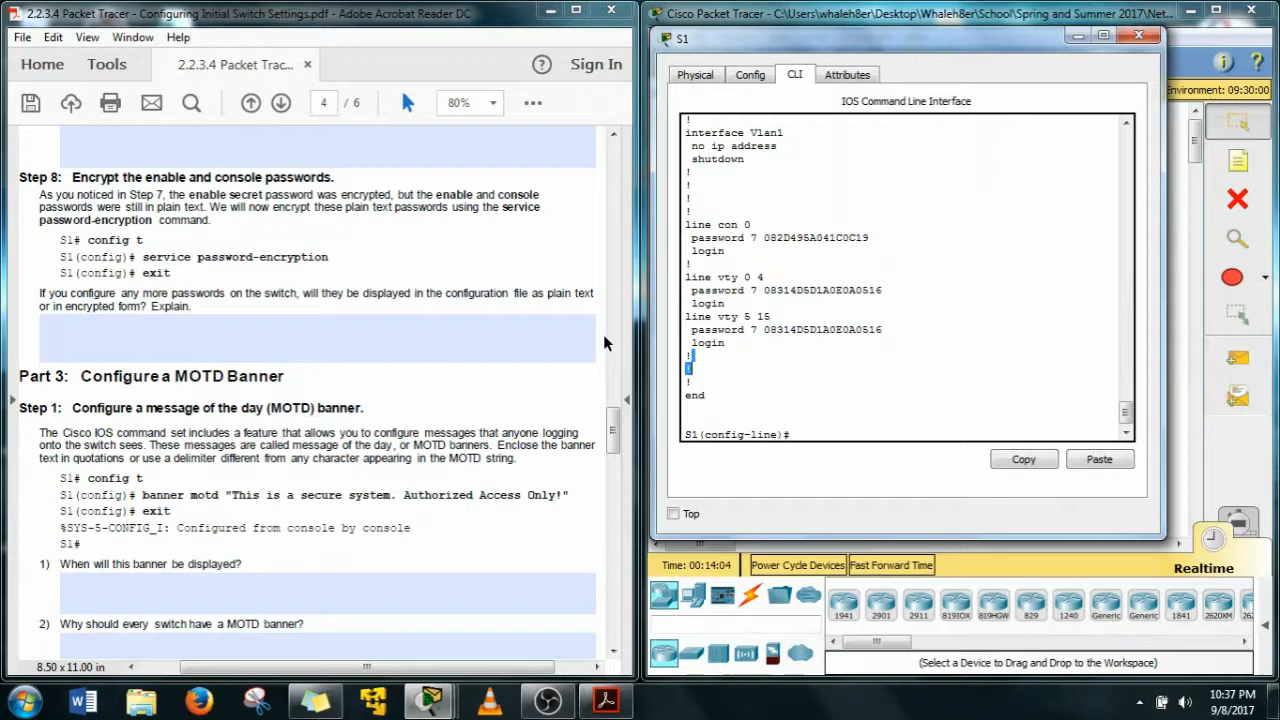 2.2.3.4 Packet Tracer - Configuring Initial Switch Settings.pdf - Adobe Acrobat Reader DC
File Edit View Window Help
Home Tools 2.2.3.4 Packet Trac... × Sign In
4 / 6 80%
Step 8: Encrypt the enable and console passwords.
As you noticed in Step 7, the enable secret password was encrypted, but the enable and console
passwords were still in plain text. We will now encrypt these plain text passwords using the service
password-encryption command.
S1# config t
S1(config)# service password-encryption
S1(config)# exit
If you configure any more passwords on the switch, will they be displayed in the configuration file as plain text
or in encrypted form? Explain.
Part 3: Configure a MOTD Banner
Step 1: Configure a message of the day (MOTD) banner.
The Cisco IOS command set includes a feature that allows you to configure messages that anyone logging
onto the switch sees. These messages are called message of the day, or MOTD banners. Enclose the banner
text in quotations or use a delimiter different from any character appearing in the MOTD string.
S1# config t
S1(config)# banner motd "This is a secure system. Authorized Access Only!"
S1(config)# exit
%SYS-5-CONFIG_I: Configured from console by console
S1#
1) When will this banner be displayed?
2) Why should every switch have a MOTD banner?
8.50 x 11.00 in
Cisco Packet Tracer - C:\Users\whaleh8er\Desktop\Whaleh8er\School\Spring and Summer 2017\Net...
S1
Physical Config CLI Attributes
IOS Command Line Interface
!
interface Vlan1
no ip address
shutdown
!
!
!
!
line con 0
password 7 082D495A041C0C19
login
!
line vty 0 4
password 7 08314D5D1A0E0A0516
login
line vty 5 15
password 7 08314D5D1A0E0A0516
login
!
!
!
end
S1(config-line)#
Copy Paste
Top
Environment: 09:30:00
Time: 00:14:04 Power Cycle Devices Fast Forward Time
Realtime
1941 2901 2911 819IOX 819HGW 829 1240 Generic Generic 1841 2620XM 262
(Select a Device to Drag and Drop to the Workspace)
10:37 PM
9/8/2017